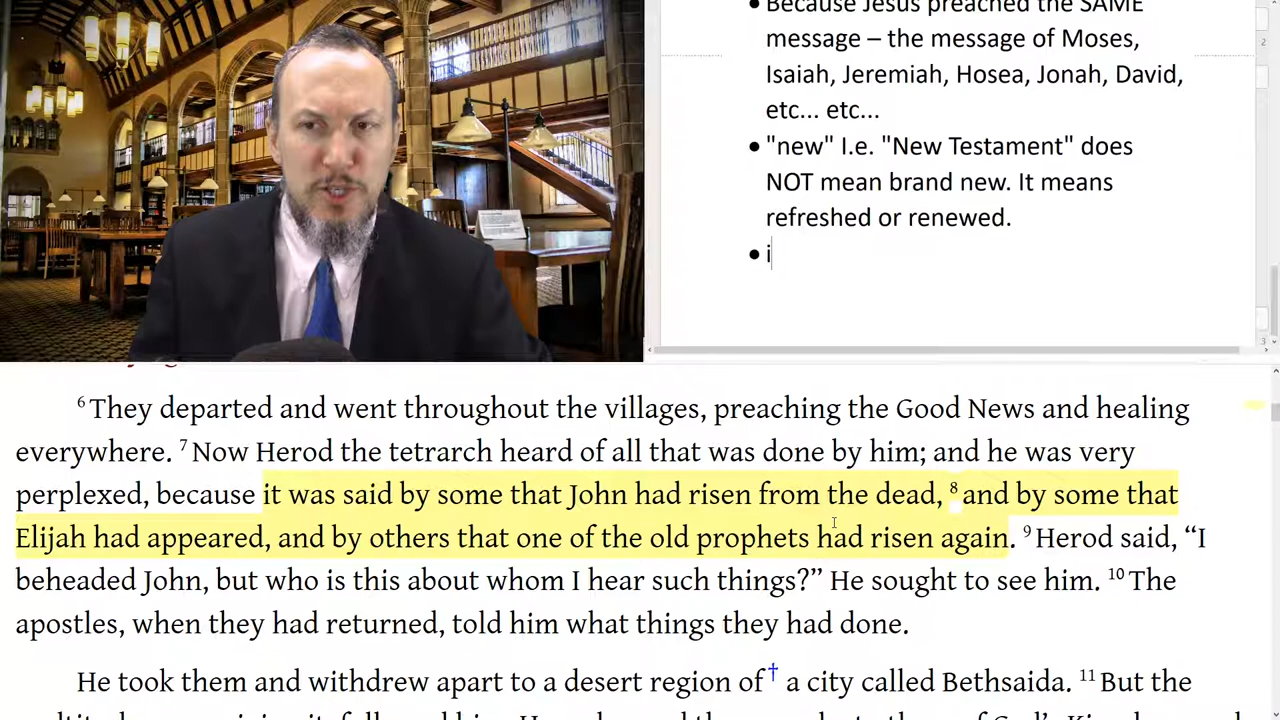 • Because Jesus preached the SAME
message – the message of Moses,
Isaiah, Jeremiah, Hosea, Jonah, David,
etc... etc...
• "new" I.e. "New Testament" does
NOT mean brand new. It means
refreshed or renewed.
• i
2
3
6 They departed and went throughout the villages, preaching the Good News and healing
everywhere. 7 Now Herod the tetrarch heard of all that was done by him; and he was very
perplexed, because it was said by some that John had risen from the dead, 8 and by some that
Elijah had appeared, and by others that one of the old prophets had risen again. 9 Herod said, “I
beheaded John, but who is this about whom I hear such things?” He sought to see him. 10 The
apostles, when they had returned, told him what things they had done.
He took them and withdrew apart to a desert region of † a city called Bethsaida. 11 But the